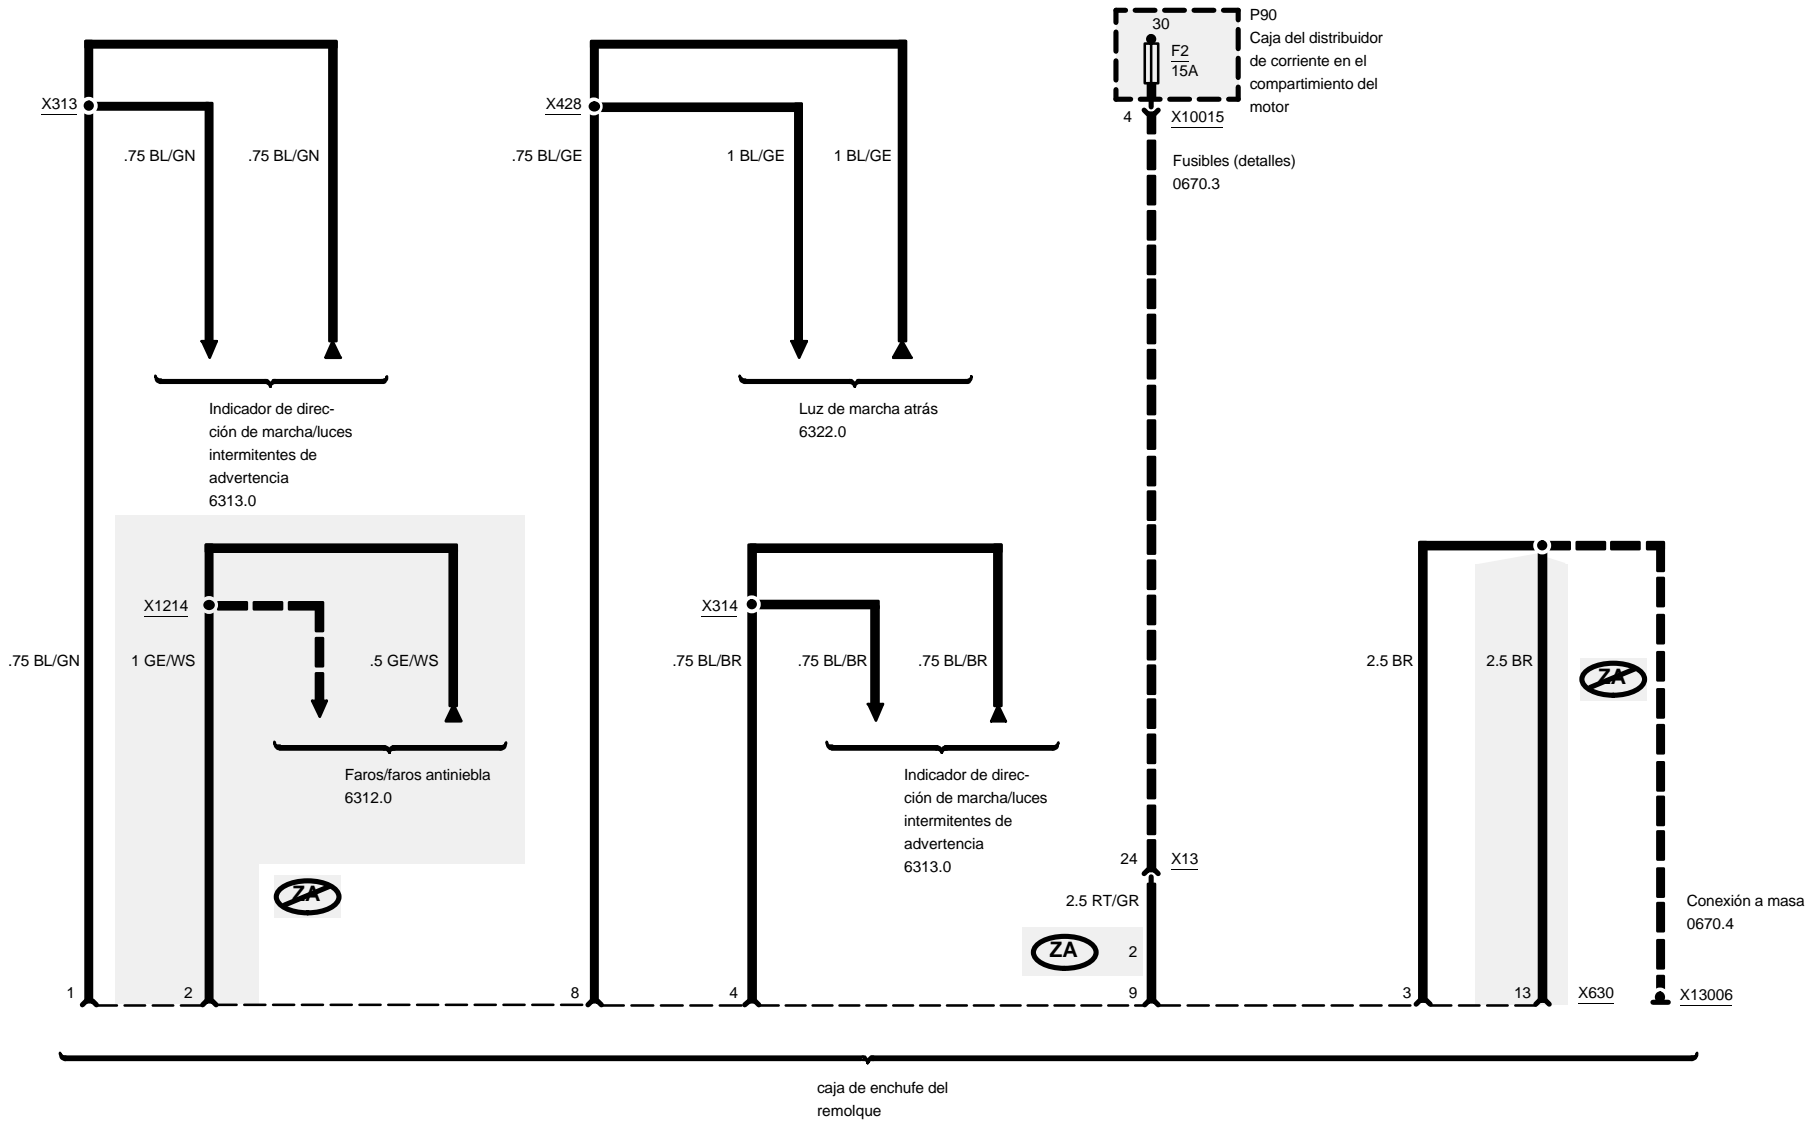 30
P90
Caja del distribuidor
de corriente en el
compartimiento del
motor
F2
15A
X313
X428
4
X10015
.75 BL/GN
.75 BL/GN
.75 BL/GE
1 BL/GE
1 BL/GE
Fusibles (detalles)
0670.3
Indicador de direc-
ción de marcha/luces
intermitentes de
advertencia
6313.0
Luz de marcha atrás
6322.0
X1214
X314
.75 BL/GN
1 GE/WS
.5 GE/WS
.75 BL/BR
.75 BL/BR
.75 BL/BR
2.5 BR
2.5 BR
ZA
Faros/faros antiniebla
6312.0
Indicador de direc-
ción de marcha/luces
intermitentes de
advertencia
6313.0
24
X13
ZA
2.5 RT/GR
Conexión a masa
0670.4
ZA
2
1
2
8
4
9
3
13
X630
X13006
caja de enchufe del
remolque